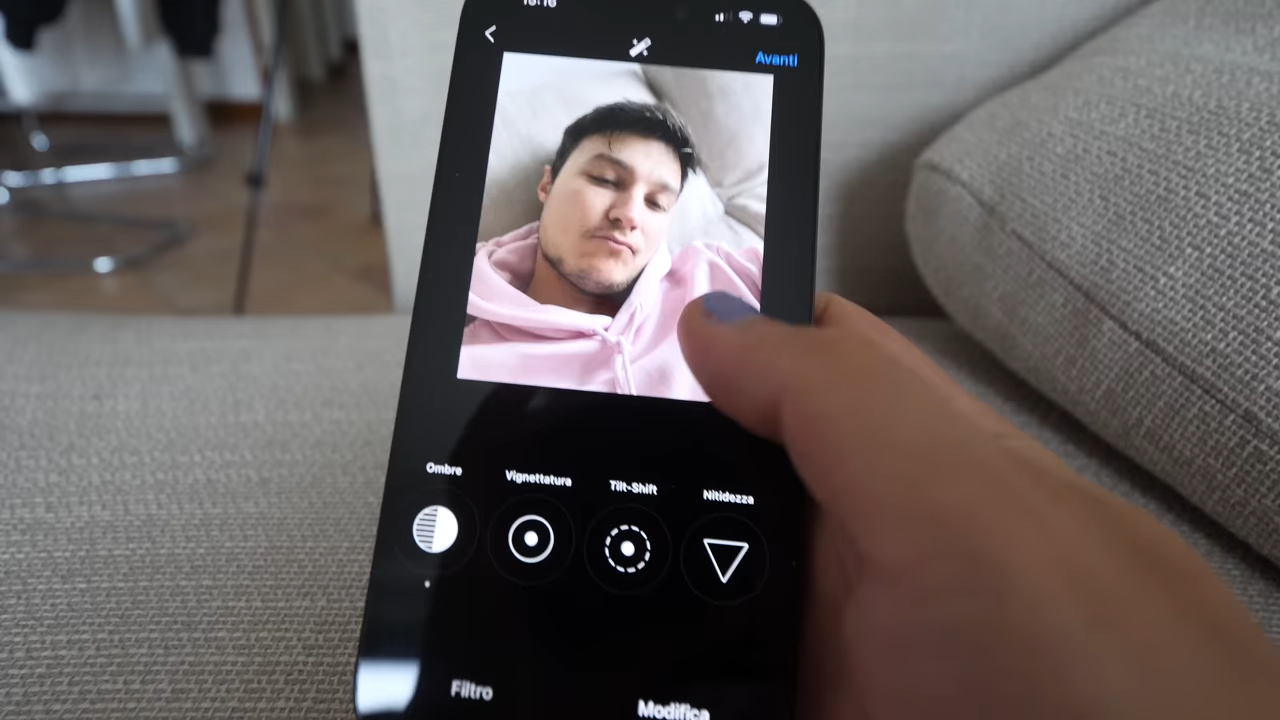 Avanti
Ombre
Vignettatura
Tilt-Shift
Nitidezza
Filtro
Modifica